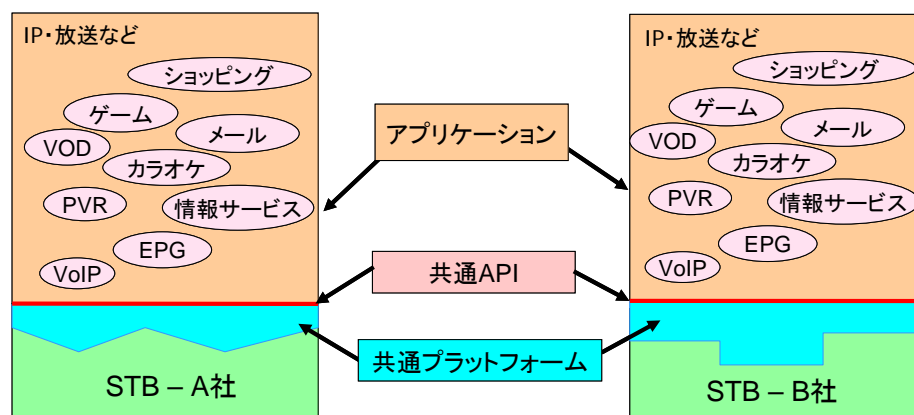 IP・放送など
ショッピング
ゲーム
メール
VOD
カラオケ
PVR
情報サービス
EPG
VoIP
STB – A社
アプリケーション
共通API
共通プラットフォーム
IP・放送など
ショッピング
ゲーム
メール
VOD
カラオケ
PVR
情報サービス
EPG
VoIP
STB – B社